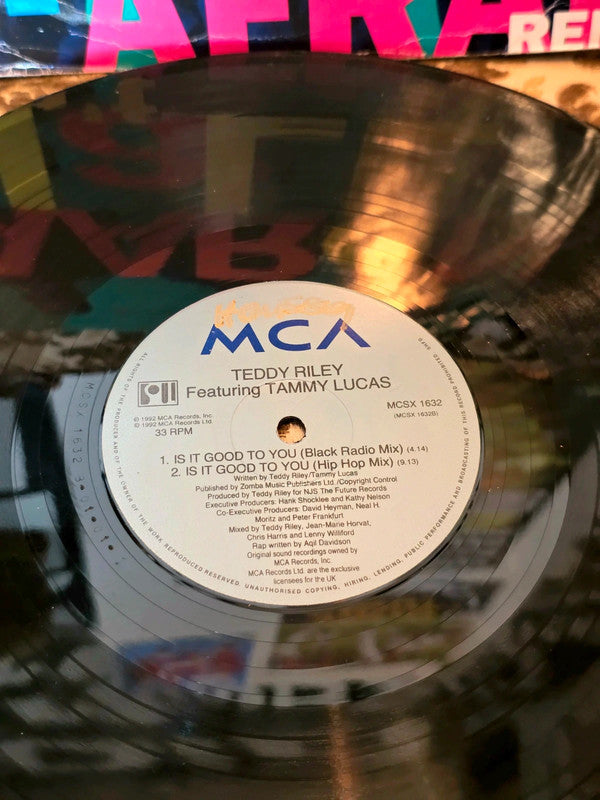 AFRA
REM
MCA
TEDDY RILEY
Featuring TAMMY LUCAS
MCSX 1632
(MCSX 1632B)
℗ 1992 MCA Records, Inc.
© 1992 MCA Records Ltd.
33 RPM
1. IS IT GOOD TO YOU (Black Radio Mix) (4.14)
2. IS IT GOOD TO YOU (Hip Hop Mix) (9.13)
Written by Teddy Riley/Tammy Lucas
Published by Zomba Music Publishers Ltd./Copyright Control
Produced by Teddy Riley for NJS The Future Records
Executive Producers: Hank Shocklee and Kathy Nelson
Co-Executive Producers: David Heyman, Neal H.
Moritz and Peter Frankfurt
Mixed by Teddy Riley, Jean-Marie Horval,
Chris Harris and Lenny Williford
Rap written by Aqil Davidson
Original sound recordings owned by
MCA Records, Inc.
MCA Records Ltd. are the exclusive
licensees for the UK
ALL RIGHTS OF THE PRODUCER AND OF THE OWNER OF THE WORK REPRODUCED RESERVED. UNAUTHORISED COPYING, HIRING, LENDING, PUBLIC PERFORMANCE AND BROADCASTING OF THIS RECORD PROHIBITED
MCSX 1632